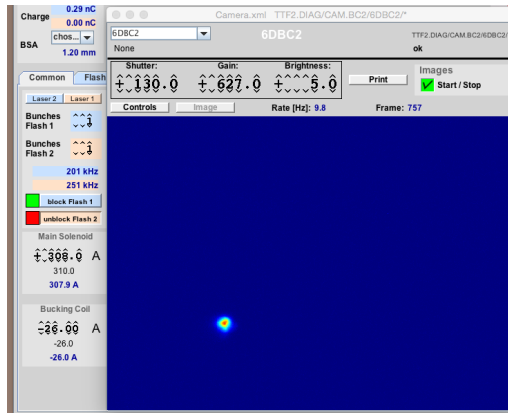 Charge
0.29 nC
0.00 nC
BSA
chos...
1.20 mm
Common Flash
Laser 2 Laser 1
Bunches
Flash 1
1
Bunches
Flash 2
1
201 kHz
251 kHz
block Flash 1
unblock Flash 2
Main Solenoid
+308.0 A
310.0
307.9 A
Bucking Coil
-26.00 A
-26.0
-26.0 A
Camera.xml TTF2.DIAG/CAM.BC2/6DBC2/*
6DBC2
6DBC2
TTF2.DIAG/CAM.BC2/6DBC2/
None
ok
Shutter: Gain: Brightness:
+130.0 +627.0 +5.0
Print
Images
Start / Stop
Controls Image Rate [Hz]: 9.8 Frame: 757